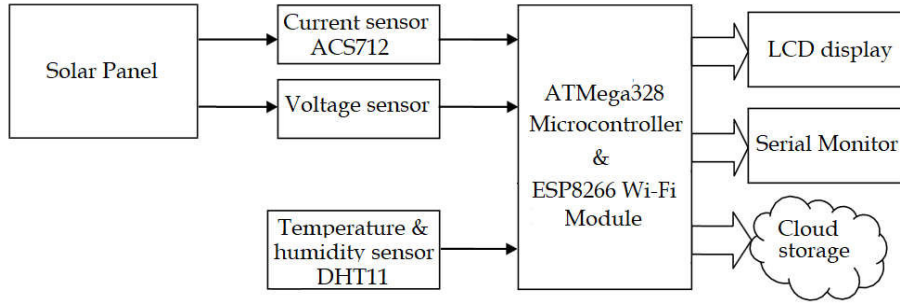 Solar Panel
Current sensor
ACS712
Voltage sensor
Temperature &
humidity sensor
DHT11
ATMega328
Microcontroller
&
ESP8266 Wi-Fi
Module
LCD display
Serial Monitor
Cloud
storage